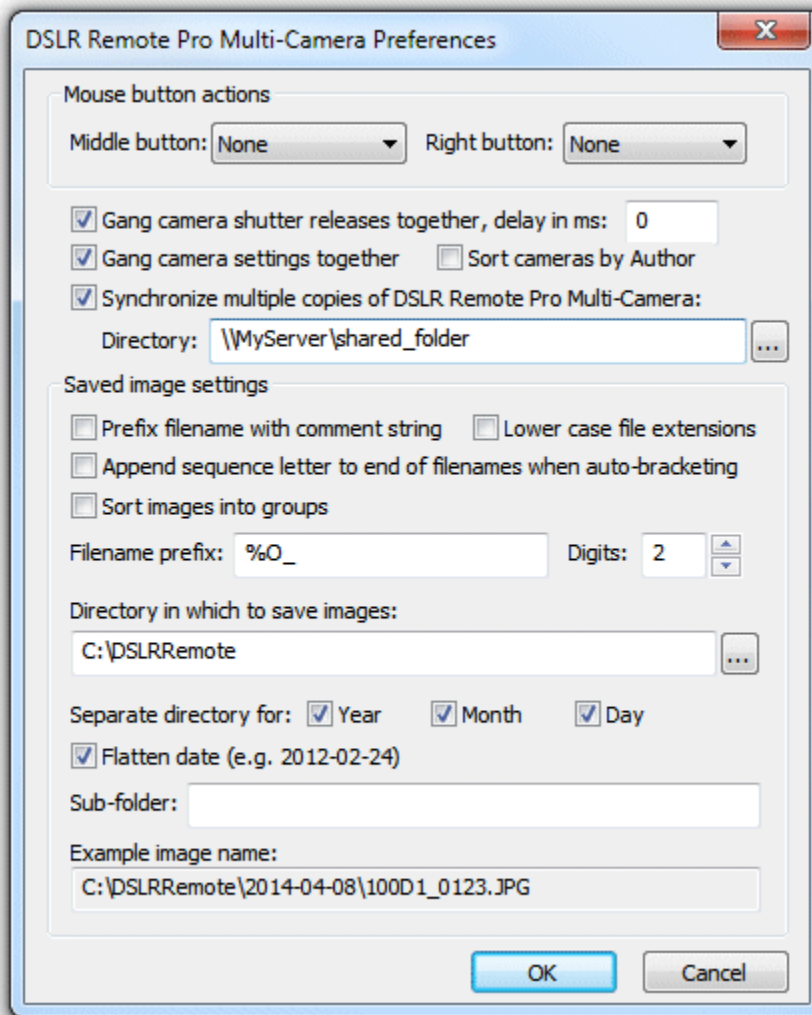 DSLR Remote Pro Multi-Camera Preferences
Mouse button actions
Middle button: None Right button: None
Gang camera shutter releases together, delay in ms: 0
Gang camera settings together Sort cameras by Author
Synchronize multiple copies of DSLR Remote Pro Multi-Camera:
Directory: \\MyServer\shared_folder ...
Saved image settings
Prefix filename with comment string Lower case file extensions
Append sequence letter to end of filenames when auto-bracketing
Sort images into groups
Filename prefix: %O_ Digits: 2
Directory in which to save images:
C:\DSLRRemote ...
Separate directory for: Year Month Day
Flatten date (e.g. 2012-02-24)
Sub-folder:
Example image name:
C:\DSLRRemote\2014-04-08\100D1_0123.JPG
OK Cancel